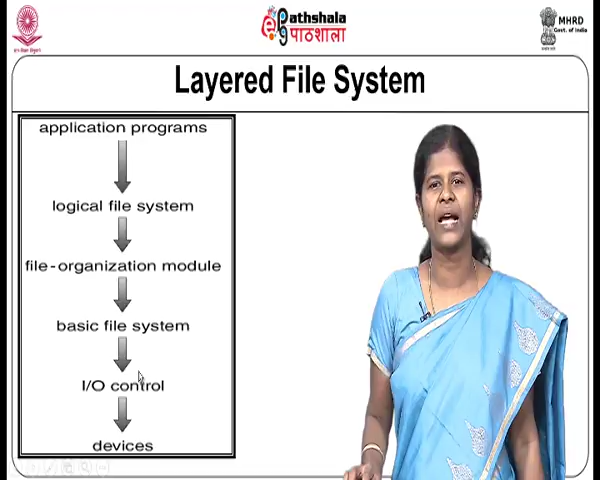 ePathshala
पाठशाला
MHRD
Govt. of India
Layered File System
application programs
logical file system
file-organization module
basic file system
I/O control
devices